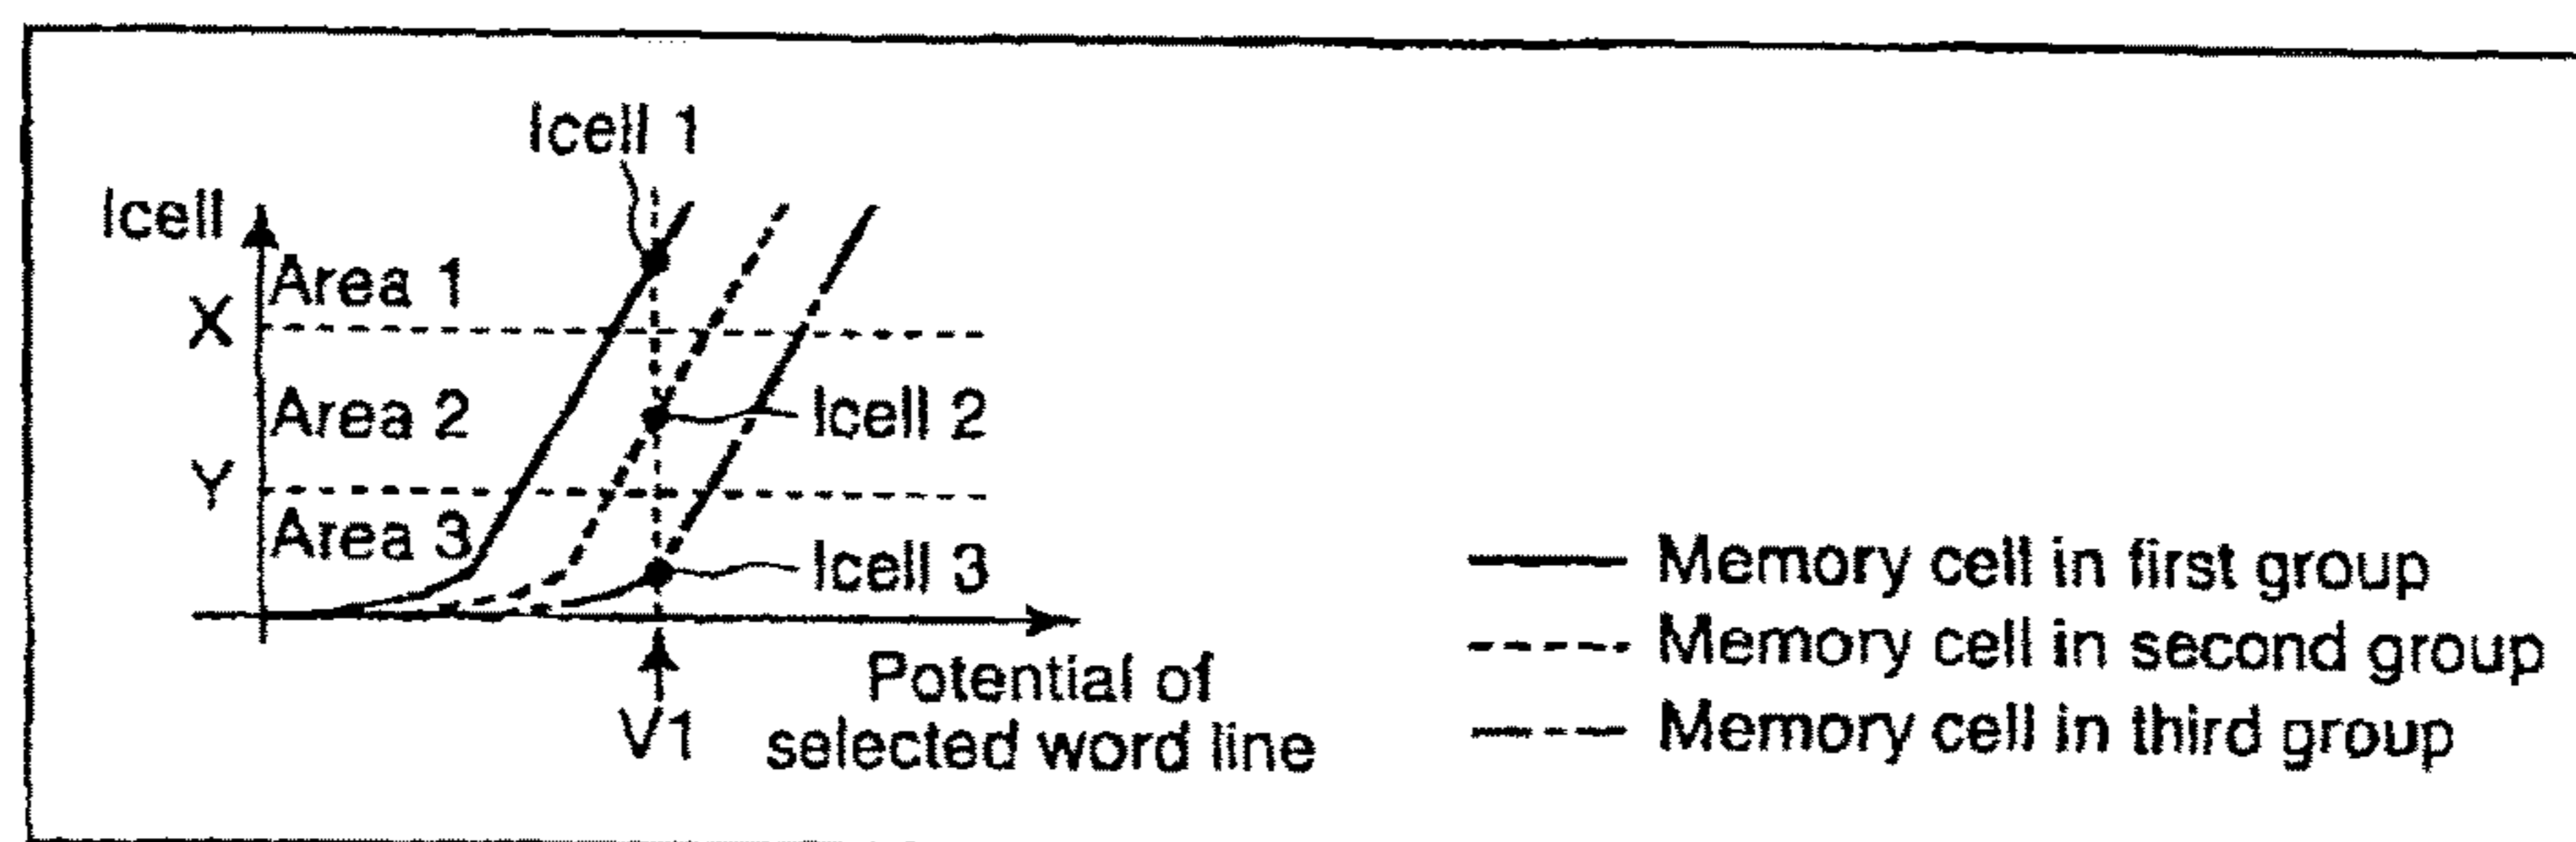 Icell 1
Icell
Area 1
X
Area 2
Icell 2
Y
Area 3
Icell 3
V1
Potential of
selected word line
Memory cell in first group
Memory cell in second group
Memory cell in third group